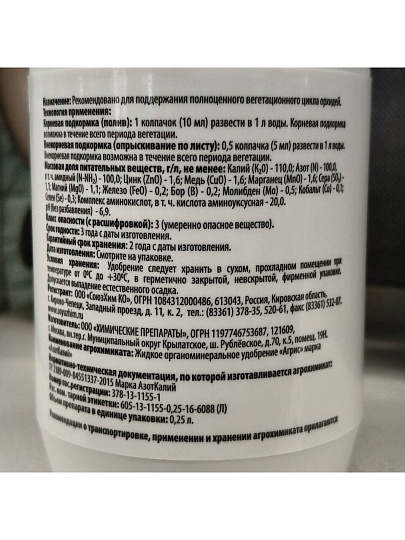 Назначение: Рекомендовано для поддержания полноценного вегетационного цикла орхидей.
Технология применения:
Корневая подкормка (полив): 1 колпачок (10 мл) развести в 1 л воды. Корневая подкормка
возможна в течение всего периода вегетации.
Внекорневая подкормка (опрыскивание по листу): 0,5 колпачка (5 мл) развести в 1 л воды.
Внекорневая подкормка возможна в течение всего периода вегетации.
Массовая доля питательных веществ, г/л, не менее: Калий (K₂O) - 110,0; Азот (N) - 100,0,
в т.ч. амидный (N-NH₂) - 100,0; Цинк (ZnO) - 1,6; Медь (CuO) - 1,6; Марганец (MnO) - 1,6; Сера (SO₃) -
1,1; Магний (MgO) - 1,1; Железо (FeO) - 0,2; Бор (B) - 0,2; Молибден (Mo) - 0,5; Кобальт (Co) - 0,1;
Селен (Se) - 0,3; Комплекс аминокислот, в т. ч. кислота аминоуксусная - 20,0.
pH (без разбавления) - 6,9.
Класс опасности (с расшифровкой): 3 (умеренно опасное вещество).
Срок годности: 3 года с даты изготовления.
Гарантийный срок хранения: 2 года с даты изготовления.
Дата изготовления: Смотрите на упаковке.
Условия хранения: Удобрение следует хранить в сухом, прохладном помещении при
температуре от 0⁰С до +30⁰С, в герметично закрытой, невскрытой, фирменной упаковке.
Допускается выпадение естественного осадка.
Регистрант: ООО «СоюзХим КО», ОГРН 1084312000486, 613043, Россия, Кировская область,
г. Кирово-Чепецк, Западный проезд, д. 11, к. 2, тел.: (83361) 378-35, 520-61, факс (83361) 532-07.
www.soyuzhim.ru
Изготовитель: ООО «ХИМИЧЕСКИЕ ПРЕПАРАТЫ», ОГРН 1197746753687, 121609,
г. Москва, вн.тер.г. Муниципальный округ Крылатское, ш. Рублёвское, д.70, к.5, помещ. 19Н.
Наименование агрохимиката: Жидкое органоминеральное удобрение «Агрис» марка
«АзотКалий»
Нормативно-техническая документация, по которой изготавливается агрохимикат:
ТУ 2189-009-84551337-2015 Марка АзотКалий
Номер гос.регистрации: 378-13-1155-1
Ном. тарной этикетки: 605-13-1155-0,25-16-6088 (Л)
Объем препарата в единице упаковки: 0,25 л.
Рекомендации о транспортировке, применении и хранении агрохимиката прилагаются